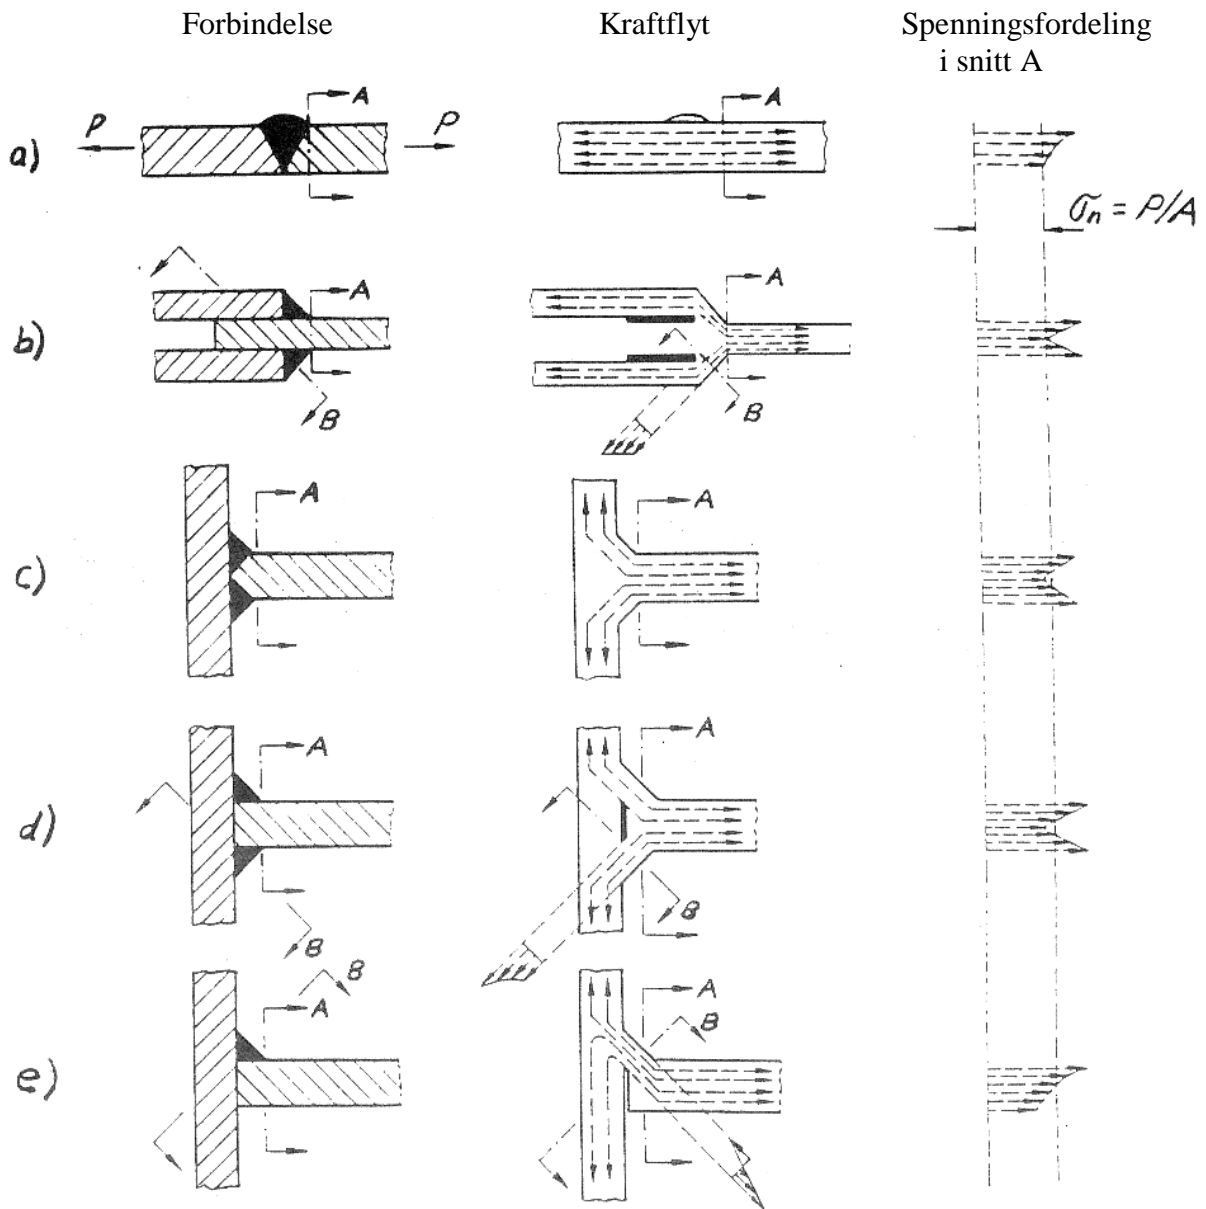 Forbindelse Kraftflyt Spenningsfordeling
i snitt A
a) P A P A
σn = P/A
b) A B A B
c) A A
d) A B A B
e) B A A B